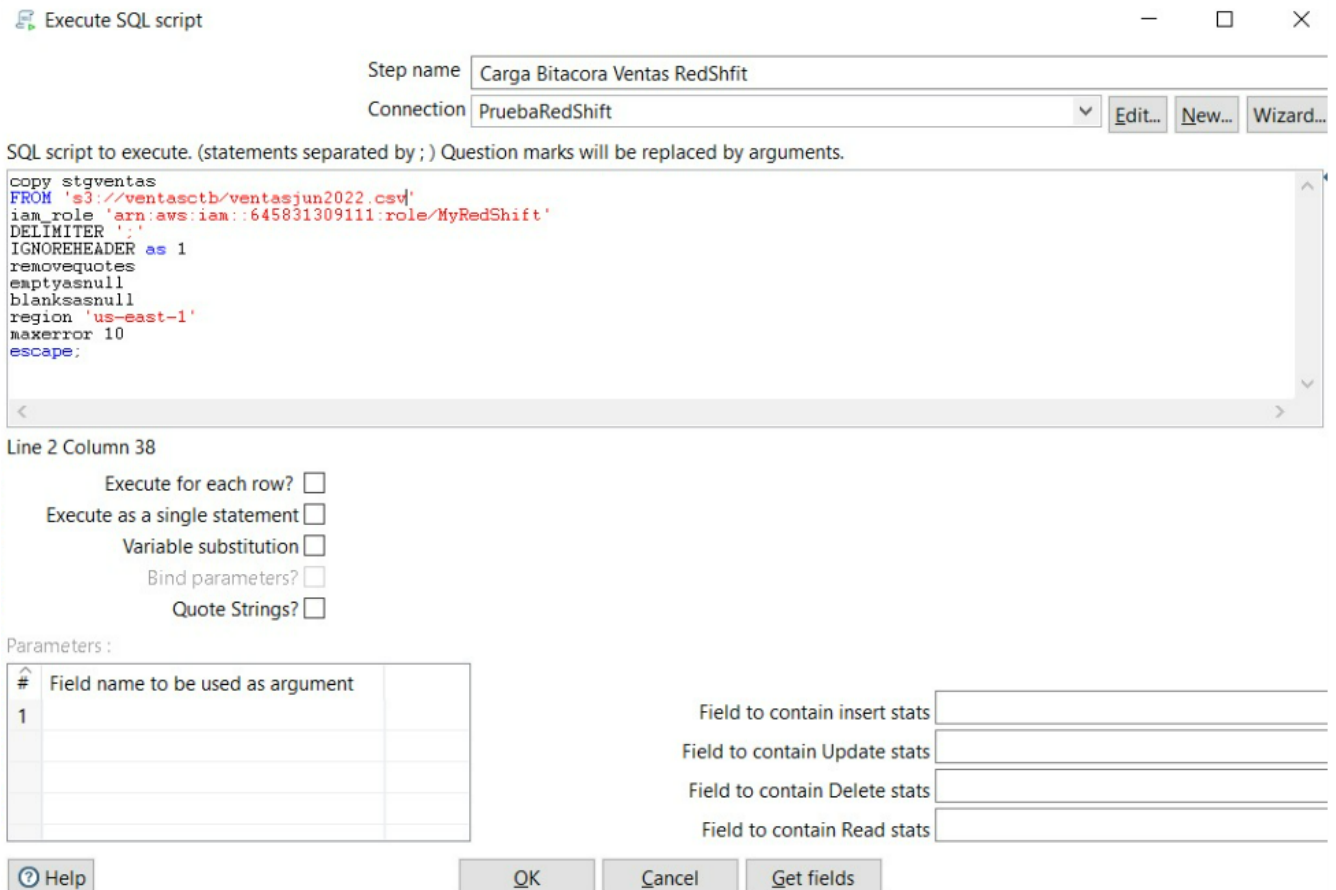 Execute SQL script
Step name Carga Bitacora Ventas RedShfit
Connection PruebaRedShift Edit... New... Wizard...
SQL script to execute. (statements separated by ; ) Question marks will be replaced by arguments.
copy stgventas
FROM 's3://ventasctb/ventasjun2022.csv'
iam_role 'arn:aws:iam::645831309111:role/MyRedShift'
DELIMITER ';'
IGNOREHEADER as 1
removequotes
emptyasnull
blanksasnull
region 'us-east-1'
maxerror 10
escape;
Line 2 Column 38
Execute for each row?
Execute as a single statement
Variable substitution
Bind parameters?
Quote Strings?
Parameters :
# Field name to be used as argument
1
Field to contain insert stats
Field to contain Update stats
Field to contain Delete stats
Field to contain Read stats
Help OK Cancel Get fields